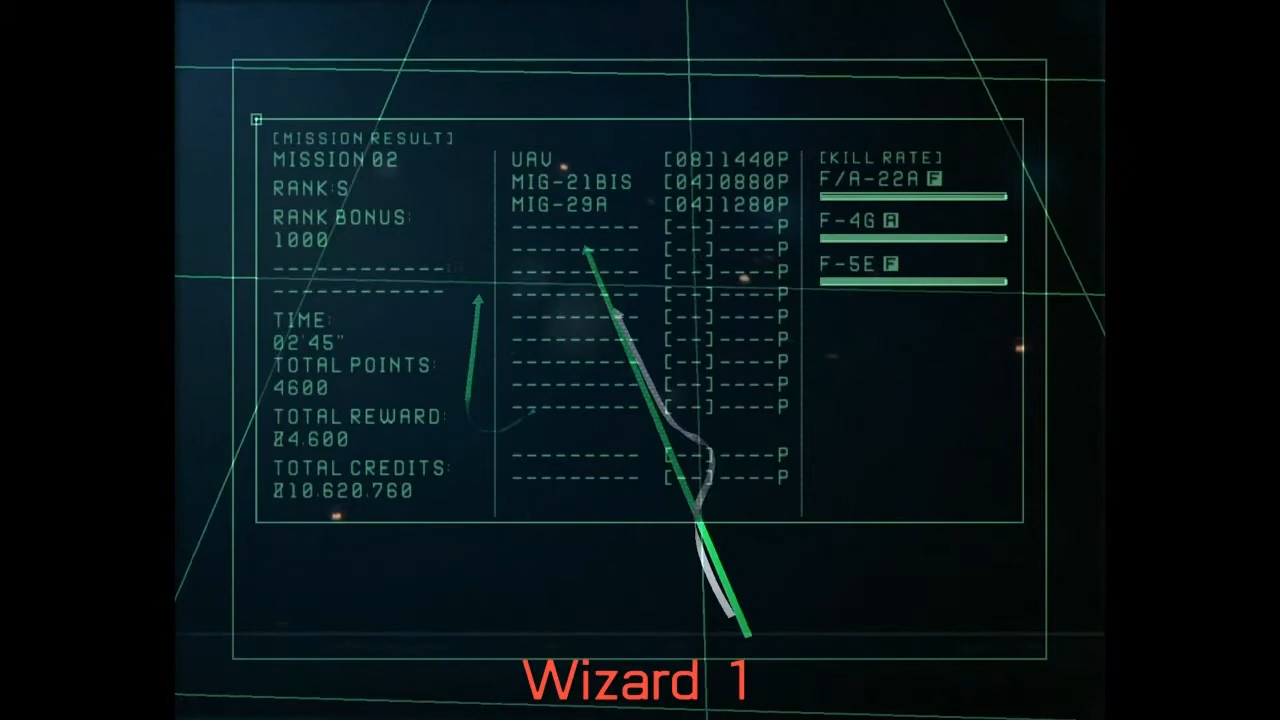 [MISSION RESULT]
MISSION 02
RANK:S
RANK BONUS:
1000
---------------
---------------
TIME:
02'45"
TOTAL POINTS:
4600
TOTAL REWARD:
Z4,600
TOTAL CREDITS:
Z10,620,760
UAV [08]1440P
MIG-21BIS [04]0880P
MIG-29A [04]1280P
---------- [--]----P
---------- [--]----P
---------- [--]----P
---------- [--]----P
---------- [--]----P
---------- [--]----P
---------- [--]----P
---------- [--]----P
---------- [--]----P
---------- [--]----P
---------- [--]----P
[KILL RATE]
F/A-22A F
F-4G A
F-5E F
Wizard 1